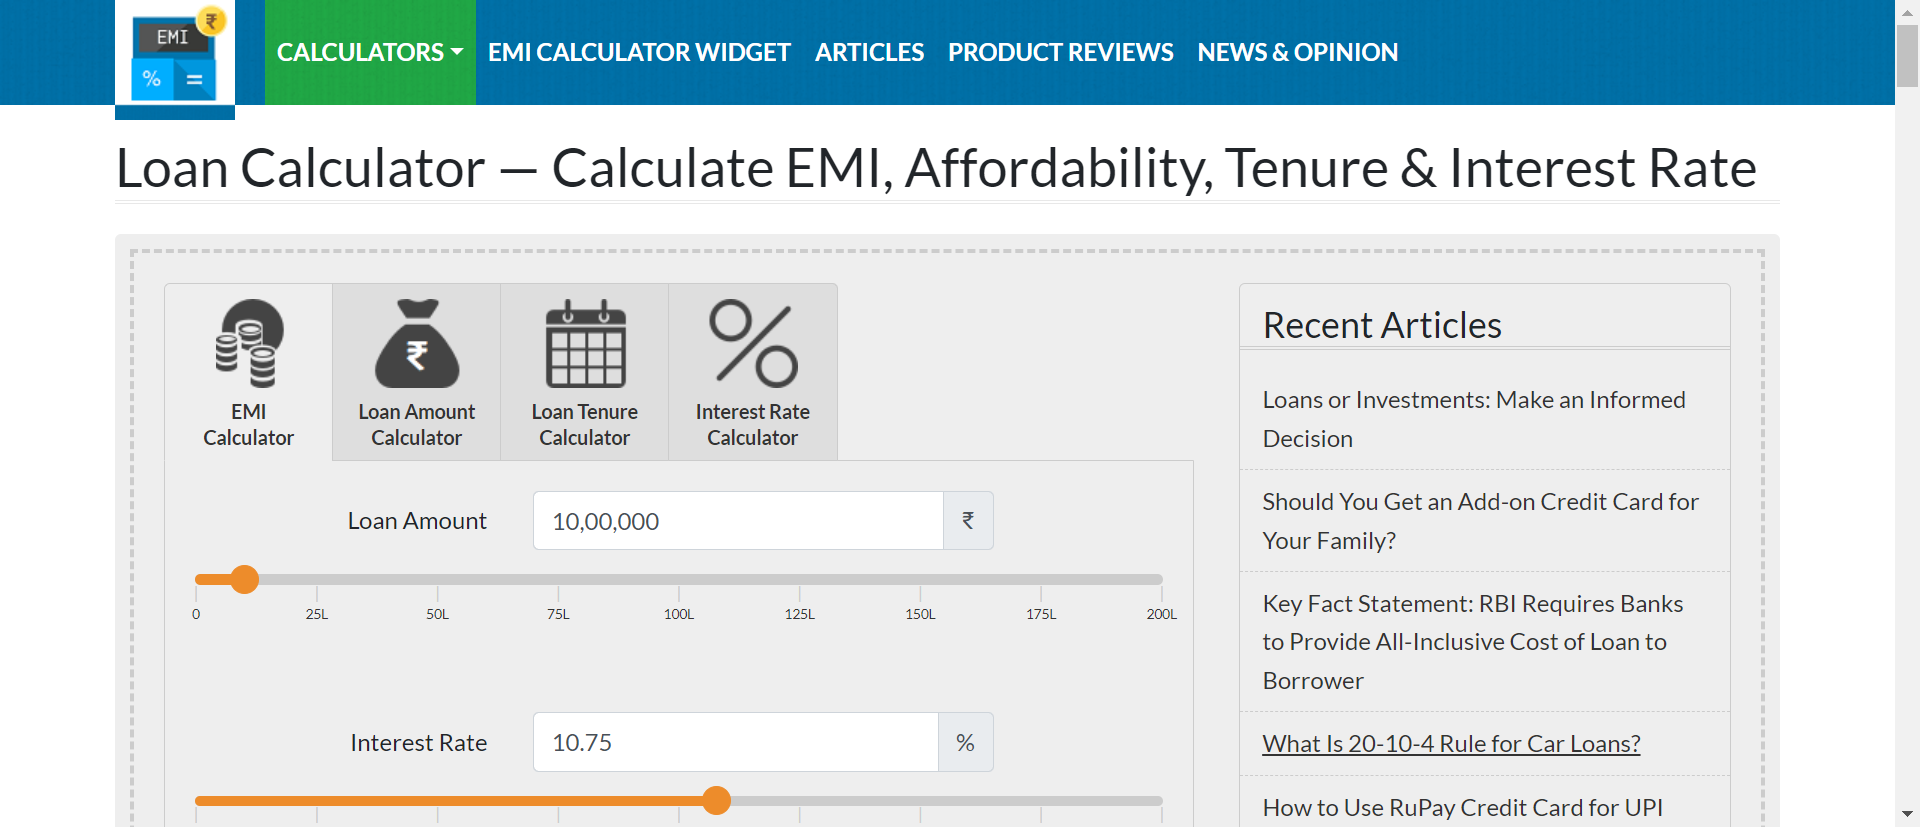 EMI
₹
%
=
CALCULATORS
EMI CALCULATOR WIDGET
ARTICLES
PRODUCT REVIEWS
NEWS & OPINION
Loan Calculator — Calculate EMI, Affordability, Tenure & Interest Rate
EMI
Calculator
₹
Loan Amount
Calculator
Loan Tenure
Calculator
Interest Rate
Calculator
Loan Amount
10,00,000
₹
0
25L
50L
75L
100L
125L
150L
175L
200L
Interest Rate
10.75
%
Recent Articles
Loans or Investments: Make an Informed
Decision
Should You Get an Add-on Credit Card for
Your Family?
Key Fact Statement: RBI Requires Banks
to Provide All-Inclusive Cost of Loan to
Borrower
What Is 20-10-4 Rule for Car Loans?
How to Use RuPay Credit Card for UPI